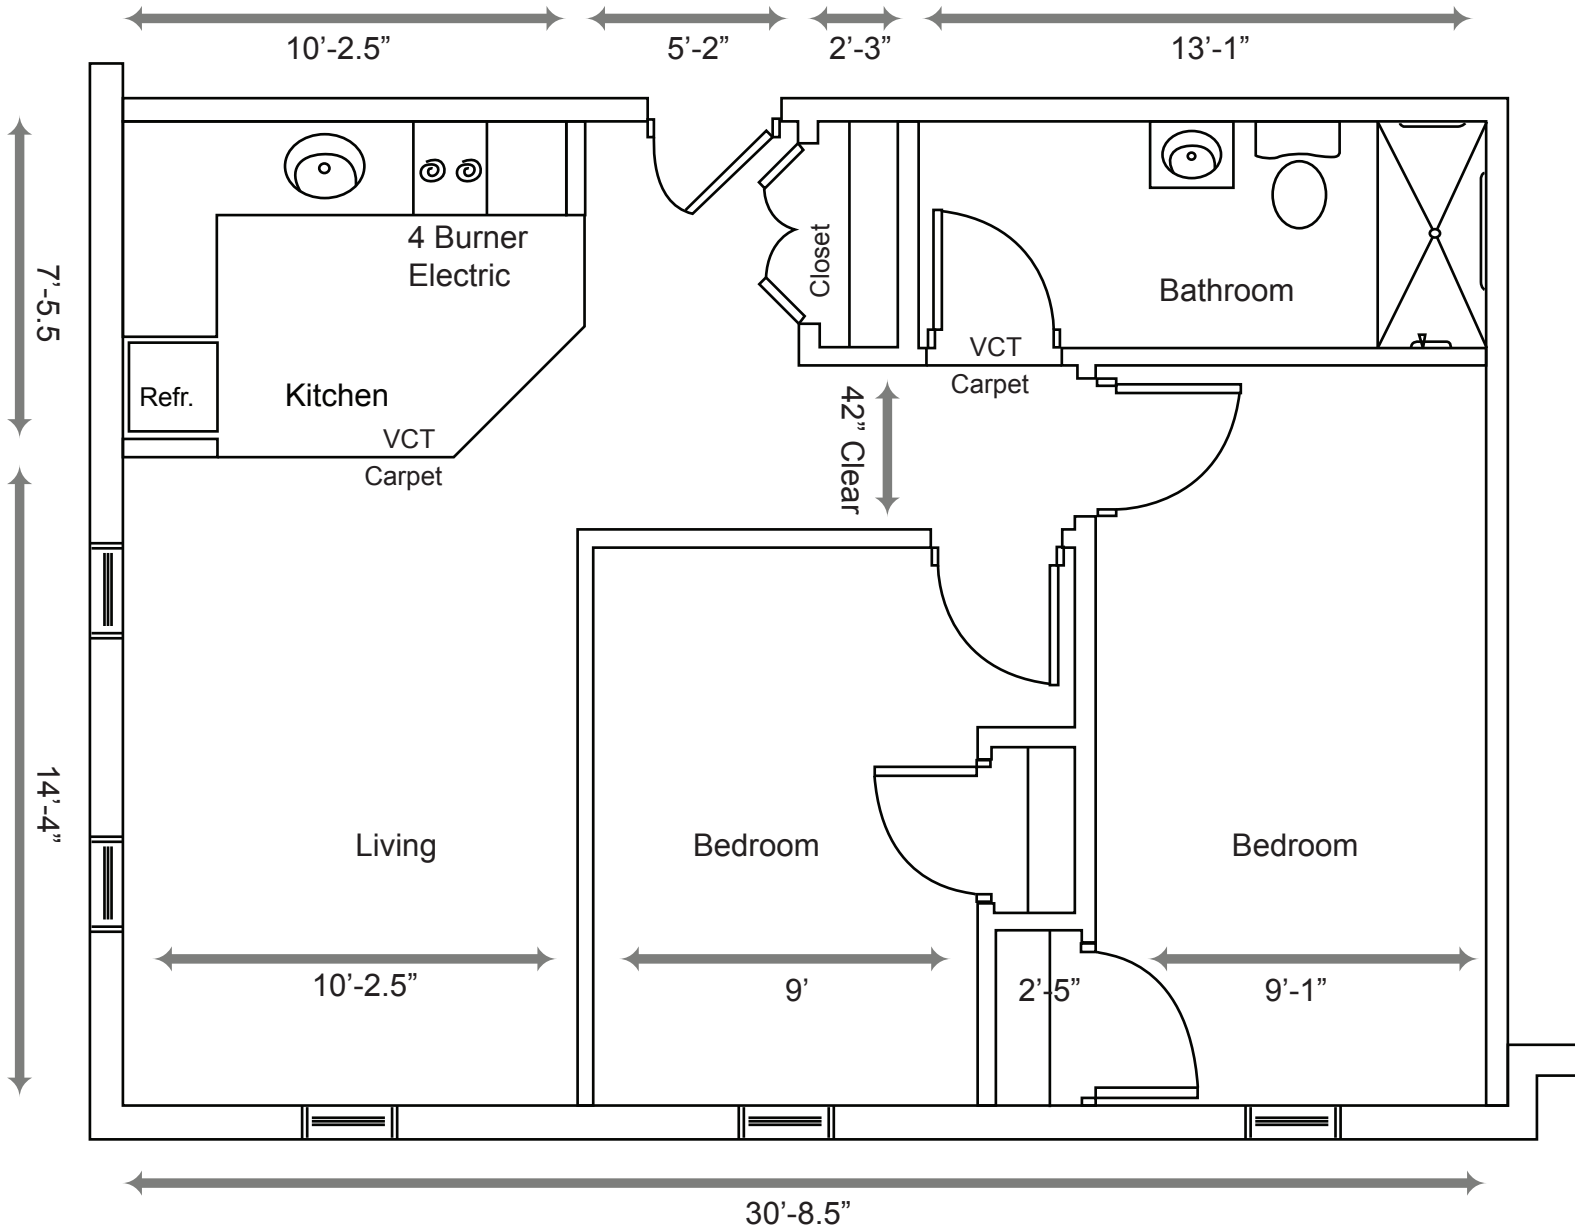 10’-2.5”
5’-2”
2’-3”
13’-1”
4 Burner
Electric
Closet
Bathroom
7’-5.5
Refr.
Kitchen
VCT
Carpet
VCT
Carpet
42” Clear
14’-4”
Living
Bedroom
Bedroom
10’-2.5”
9’
2’-5”
9’-1”
30’-8.5”